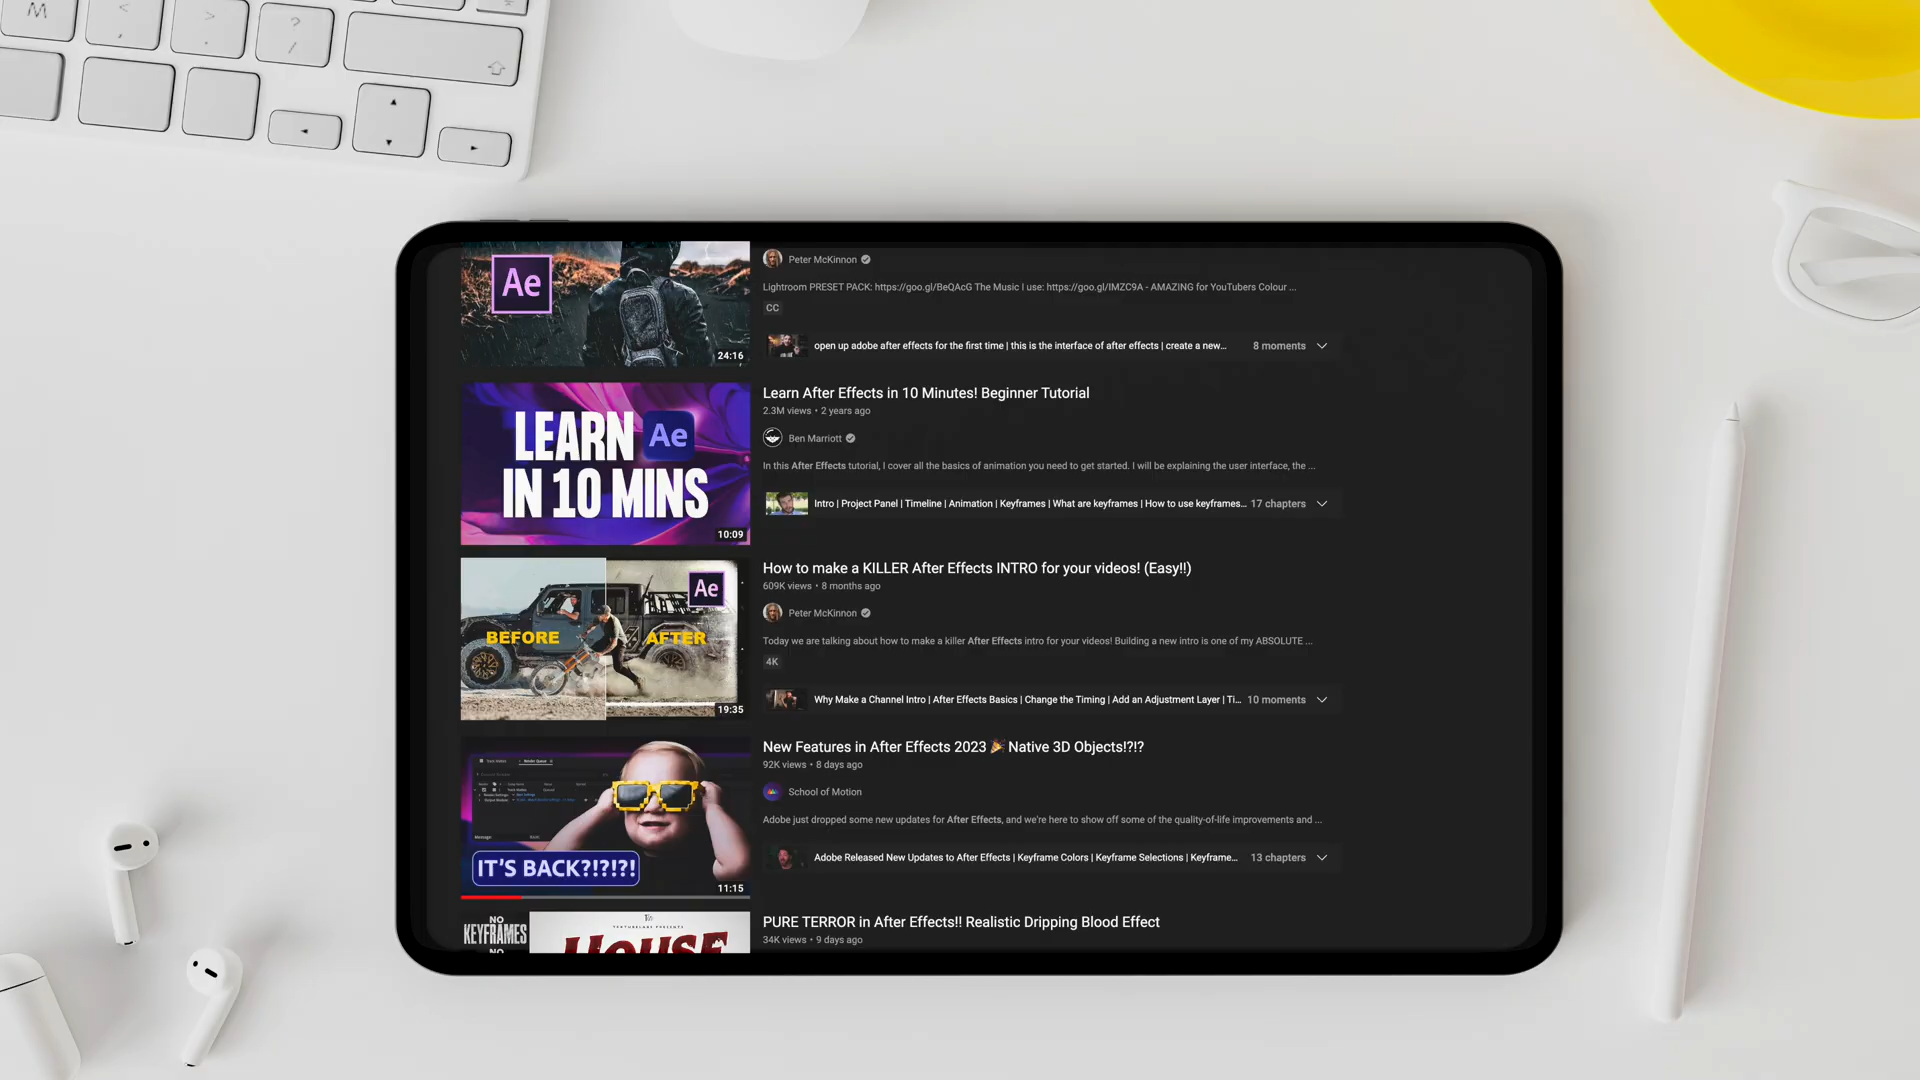 M
<
>
?
/
Ae
24:16
Peter McKinnon
Lightroom PRESET PACK: https://goo.gl/BeQAcG The Music I use: https://goo.gl/IMZC9A - AMAZING for YouTubers Colour ...
CC
open up adobe after effects for the first time | this is the interface of after effects | create a new...
8 moments
LEARN Ae
IN 10 MINS
10:09
Learn After Effects in 10 Minutes! Beginner Tutorial
2.3M views • 2 years ago
Ben Marriott
In this After Effects tutorial, I cover all the basics of animation you need to get started. I will be explaining the user interface, the ...
Intro | Project Panel | Timeline | Animation | Keyframes | What are keyframes | How to use keyframes...
17 chapters
Ae
BEFORE
AFTER
19:35
How to make a KILLER After Effects INTRO for your videos! (Easy!!)
609K views • 8 months ago
Peter McKinnon
Today we are talking about how to make a killer After Effects intro for your videos! Building a new intro is one of my ABSOLUTE ...
4K
Why Make a Channel Intro | After Effects Basics | Change the Timing | Add an Adjustment Layer | Ti...
10 moments
IT'S BACK?!?!?!
11:15
New Features in After Effects 2023 🎉 Native 3D Objects!?!?
92K views • 8 days ago
School of Motion
Adobe just dropped some new updates for After Effects, and we're here to show off some of the quality-of-life improvements and ...
Adobe Released New Updates to After Effects | Keyframe Colors | Keyframe Selections | Keyframe...
13 chapters
NO
KEYFRAMES
NO
HOUSE
PURE TERROR in After Effects!! Realistic Dripping Blood Effect
34K views • 9 days ago